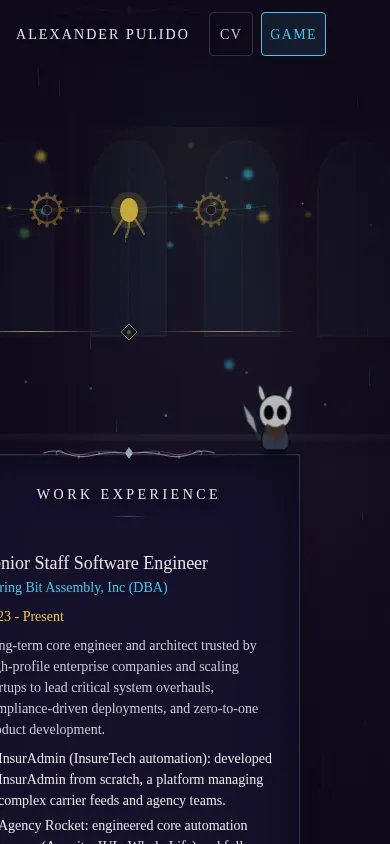 ALEXANDER PULIDO CV GAME
WORK EXPERIENCE
enior Staff Software Engineer
ring Bit Assembly, Inc (DBA)
23 - Present
ng-term core engineer and architect trusted by
gh-profile enterprise companies and scaling
rtups to lead critical system overhauls,
mpliance-driven deployments, and zero-to-one
oduct development.
InsurAdmin (InsureTech automation): developed
InsurAdmin from scratch, a platform managing
complex carrier feeds and agency teams.
Agency Rocket: engineered core automation